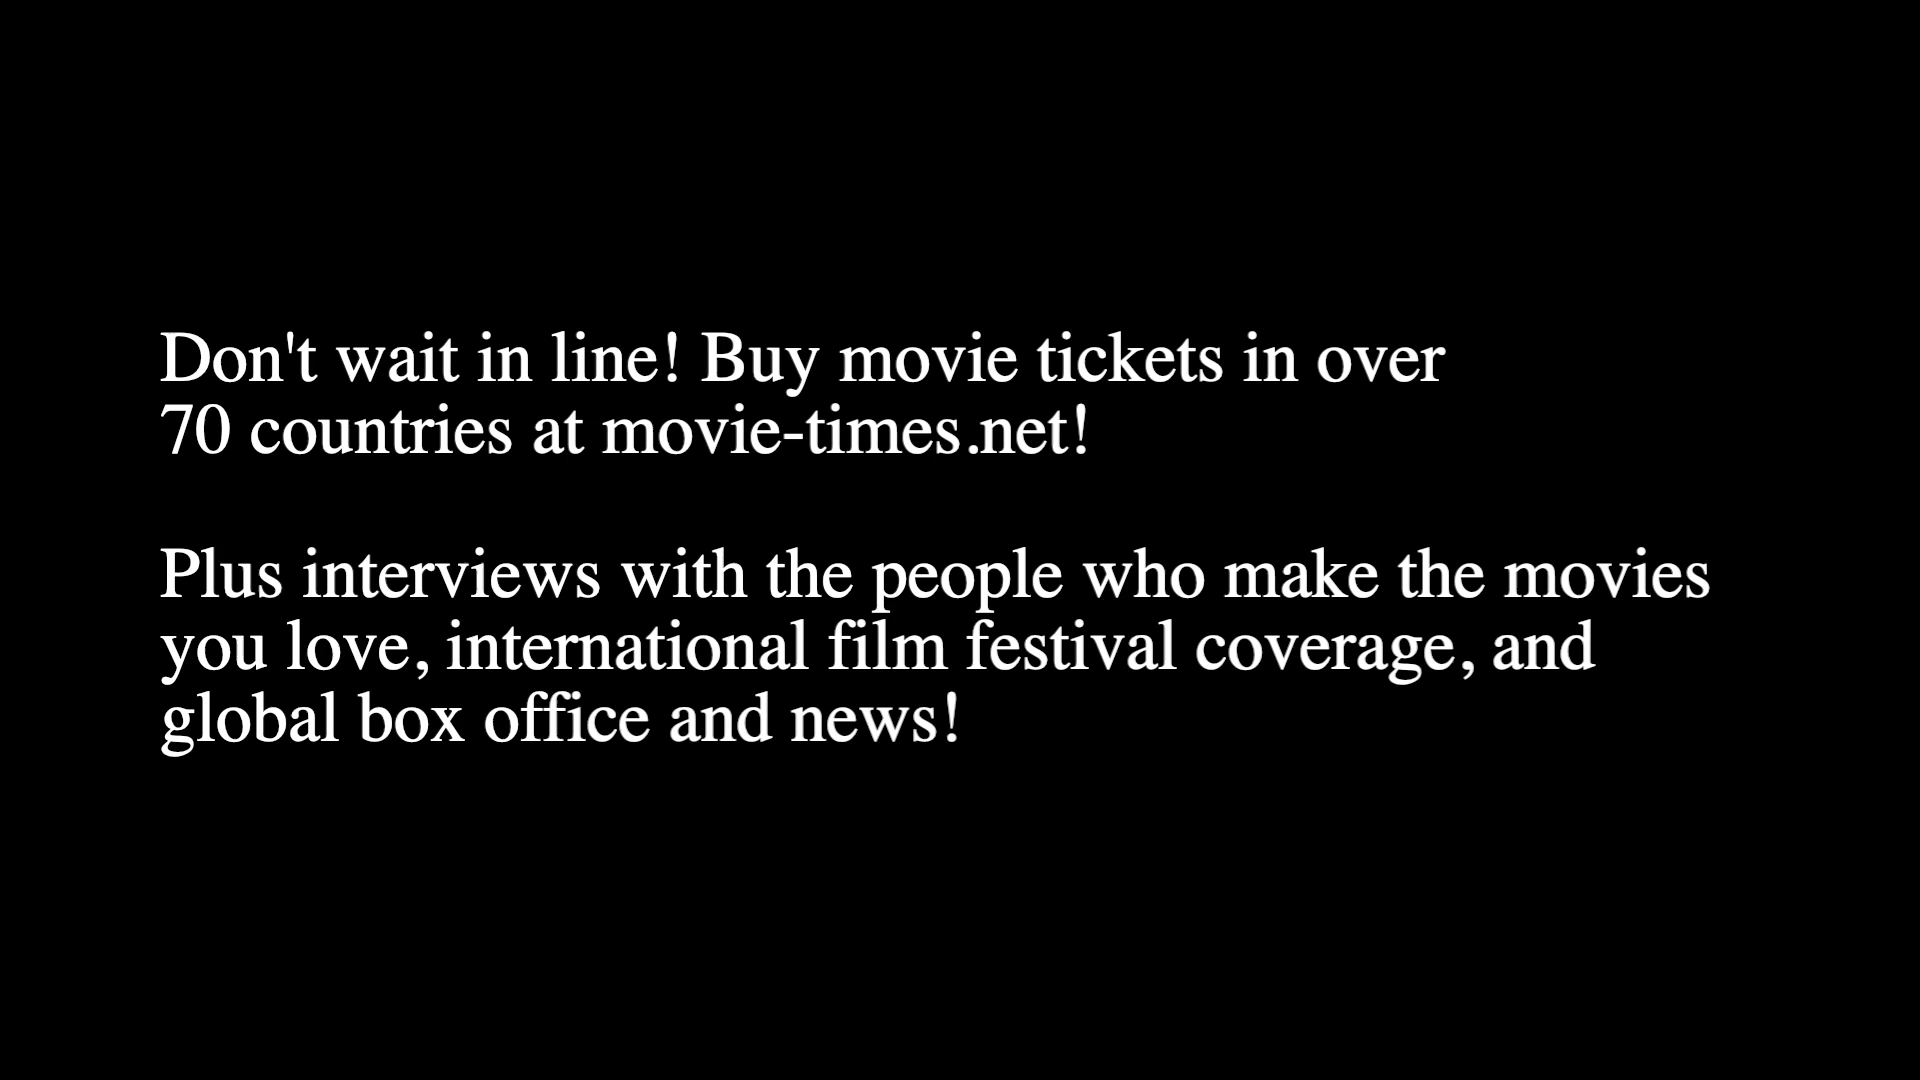 Don't wait in line! Buy movie tickets in over
70 countries at movie-times.net!
Plus interviews with the people who make the movies
you love, international film festival coverage, and
global box office and news!